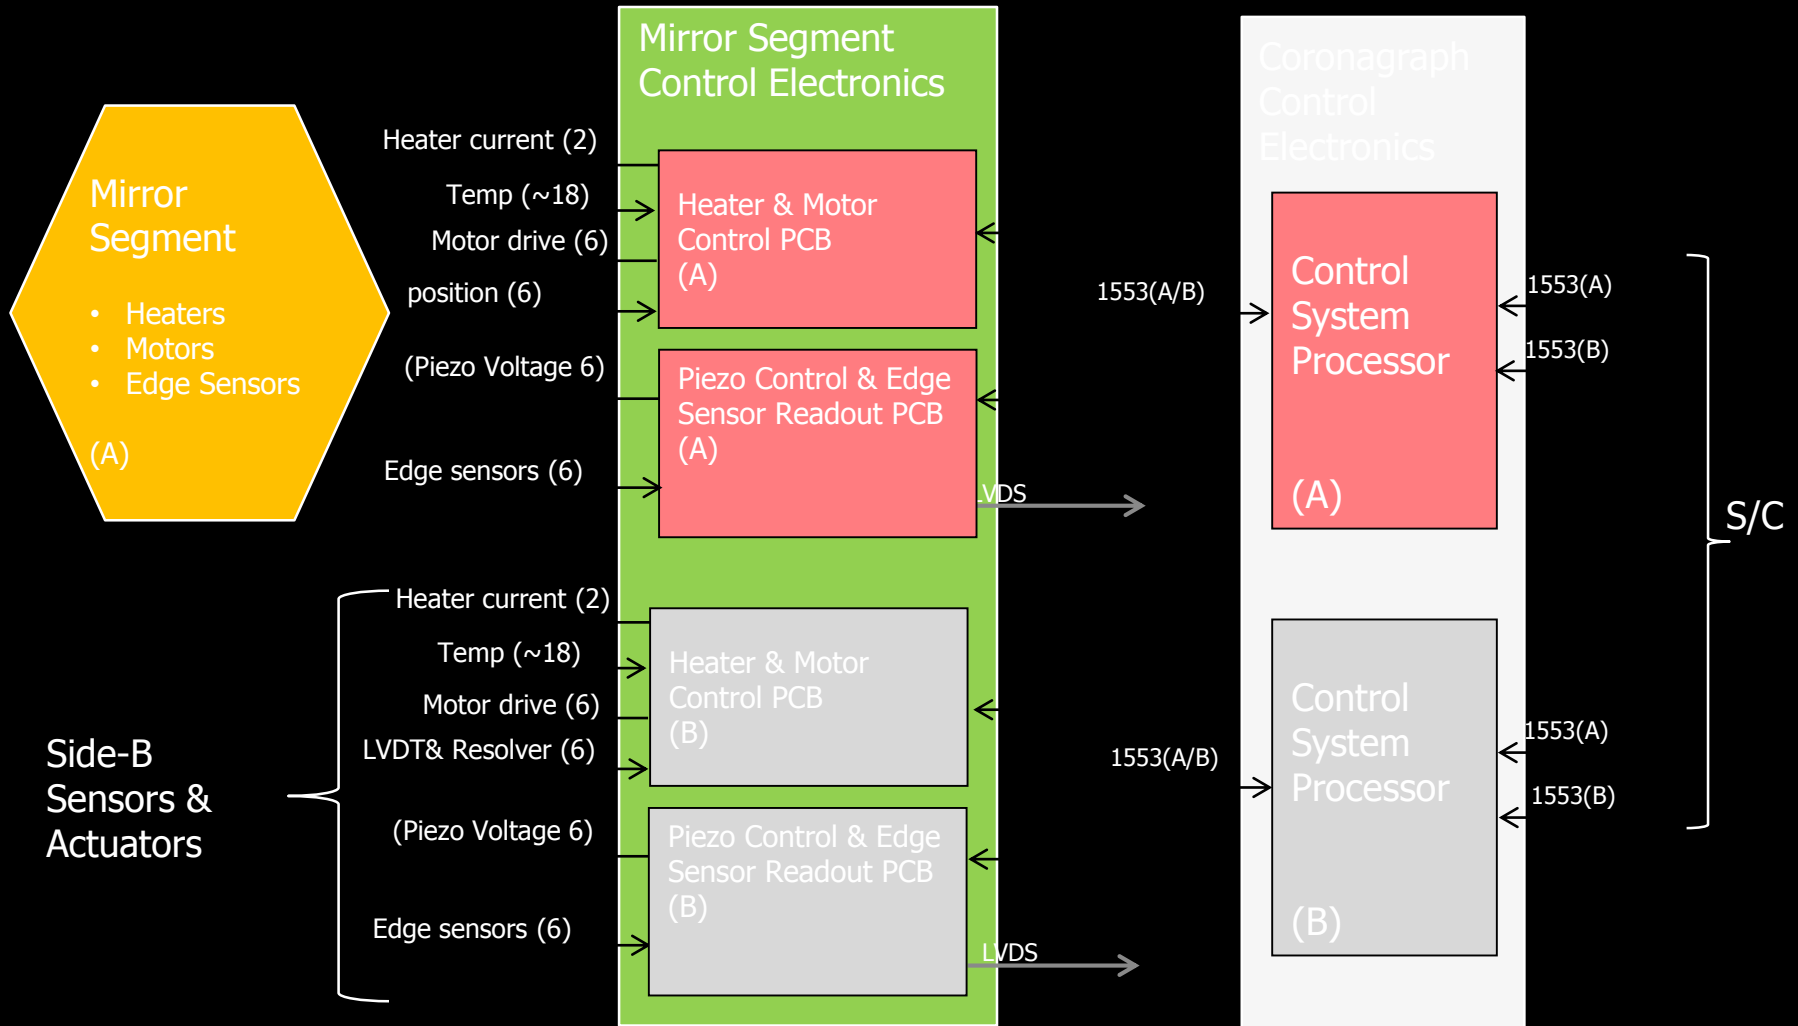 Mirror Segment
Control Electronics
Coronagraph
Control
Electronics
Mirror
Segment
• Heaters
• Motors
• Edge Sensors
(A)
Heater current (2)
Temp (~18)
Motor drive (6)
position (6)
(Piezo Voltage 6)
Edge sensors (6)
Heater & Motor
Control PCB
(A)
Piezo Control & Edge
Sensor Readout PCB
(A)
LVDS
1553(A/B)
Control
System
Processor
(A)
1553(A)
1553(B)
S/C
Side-B
Sensors &
Actuators
Heater current (2)
Temp (~18)
Motor drive (6)
LVDT& Resolver (6)
(Piezo Voltage 6)
Edge sensors (6)
Heater & Motor
Control PCB
(B)
Piezo Control & Edge
Sensor Readout PCB
(B)
LVDS
1553(A/B)
Control
System
Processor
(B)
1553(A)
1553(B)